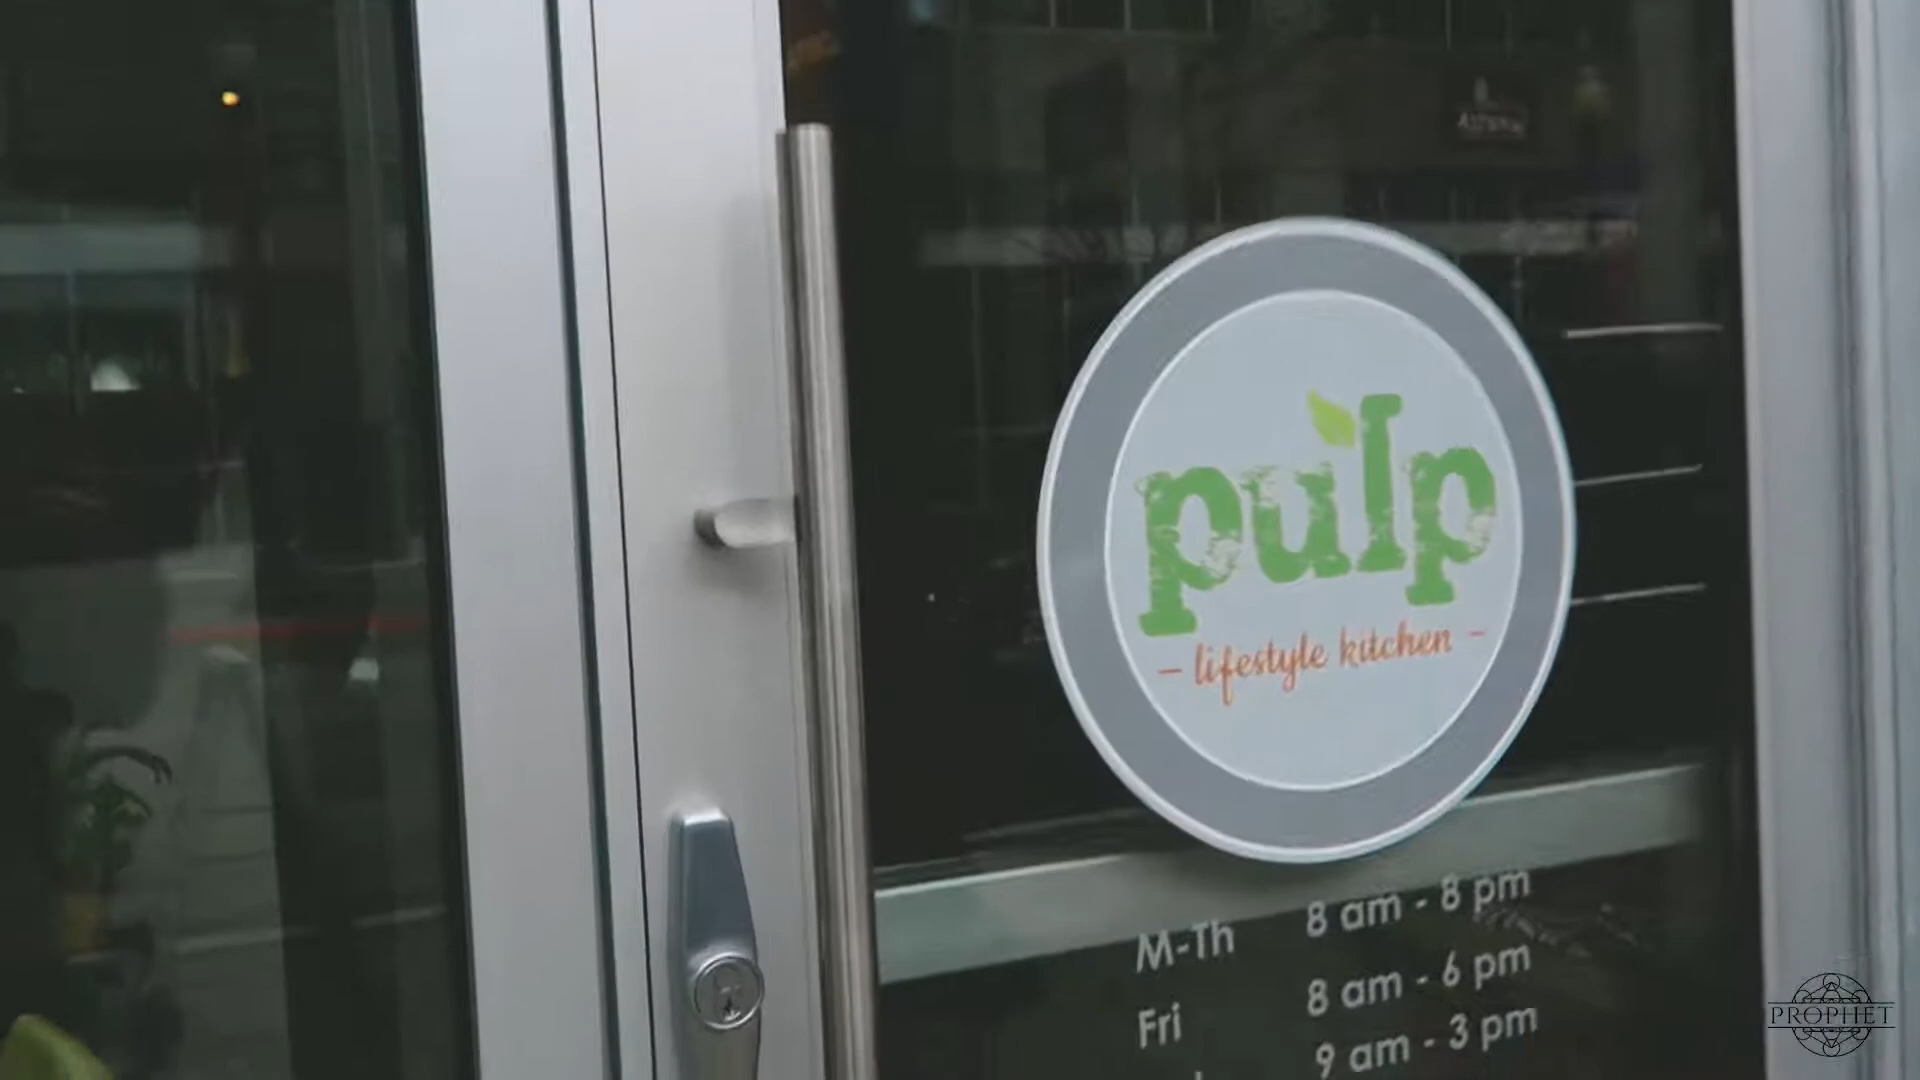 pulp
- lifestyle kitchen -
M-Th 8 am - 8 pm
Fri 8 am - 6 pm
9 am - 3 pm
PROPHET